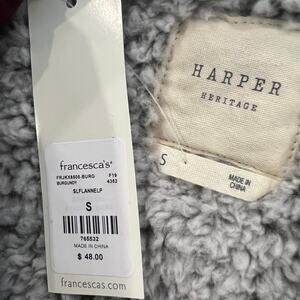 francesca's®
FRJKX8505-BURG F19
BURGUNDY 4352
SLFLANNELP
S
765532
MADE IN CHINA
$ 48.00
francescas.com
HARPER
HERITAGE
S
MADE IN
CHINA